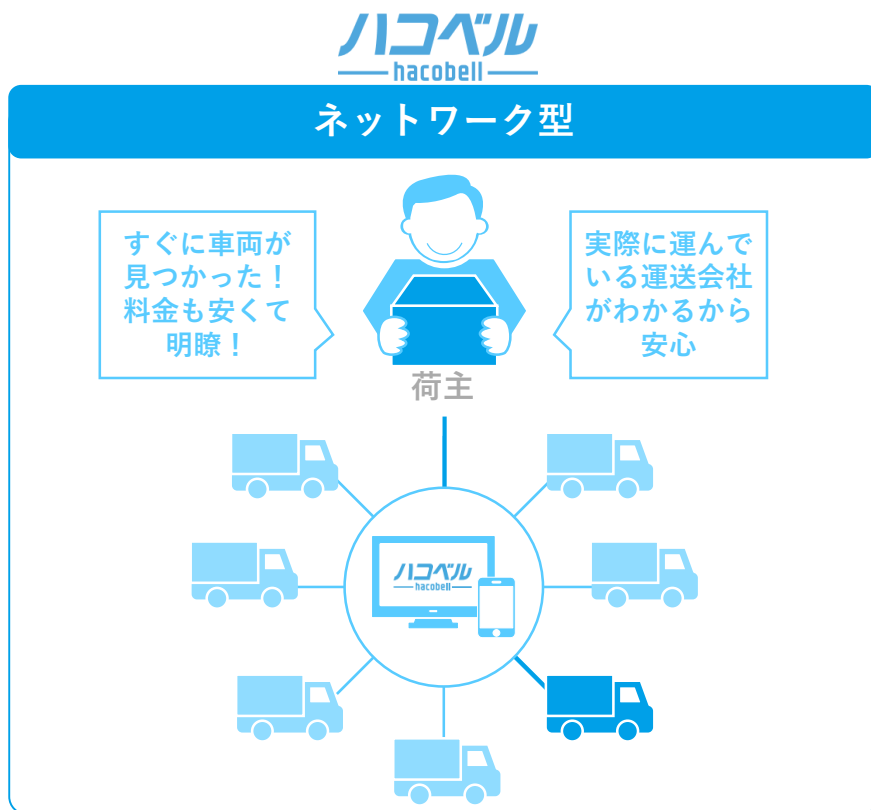 ハコベル
hacobell
ネットワーク型
すぐに車両が
見つかった！
料金も安くて
明瞭！
実際に運んで
いる運送会社
がわかるから
安心
荷主
ハコベル
hacobell